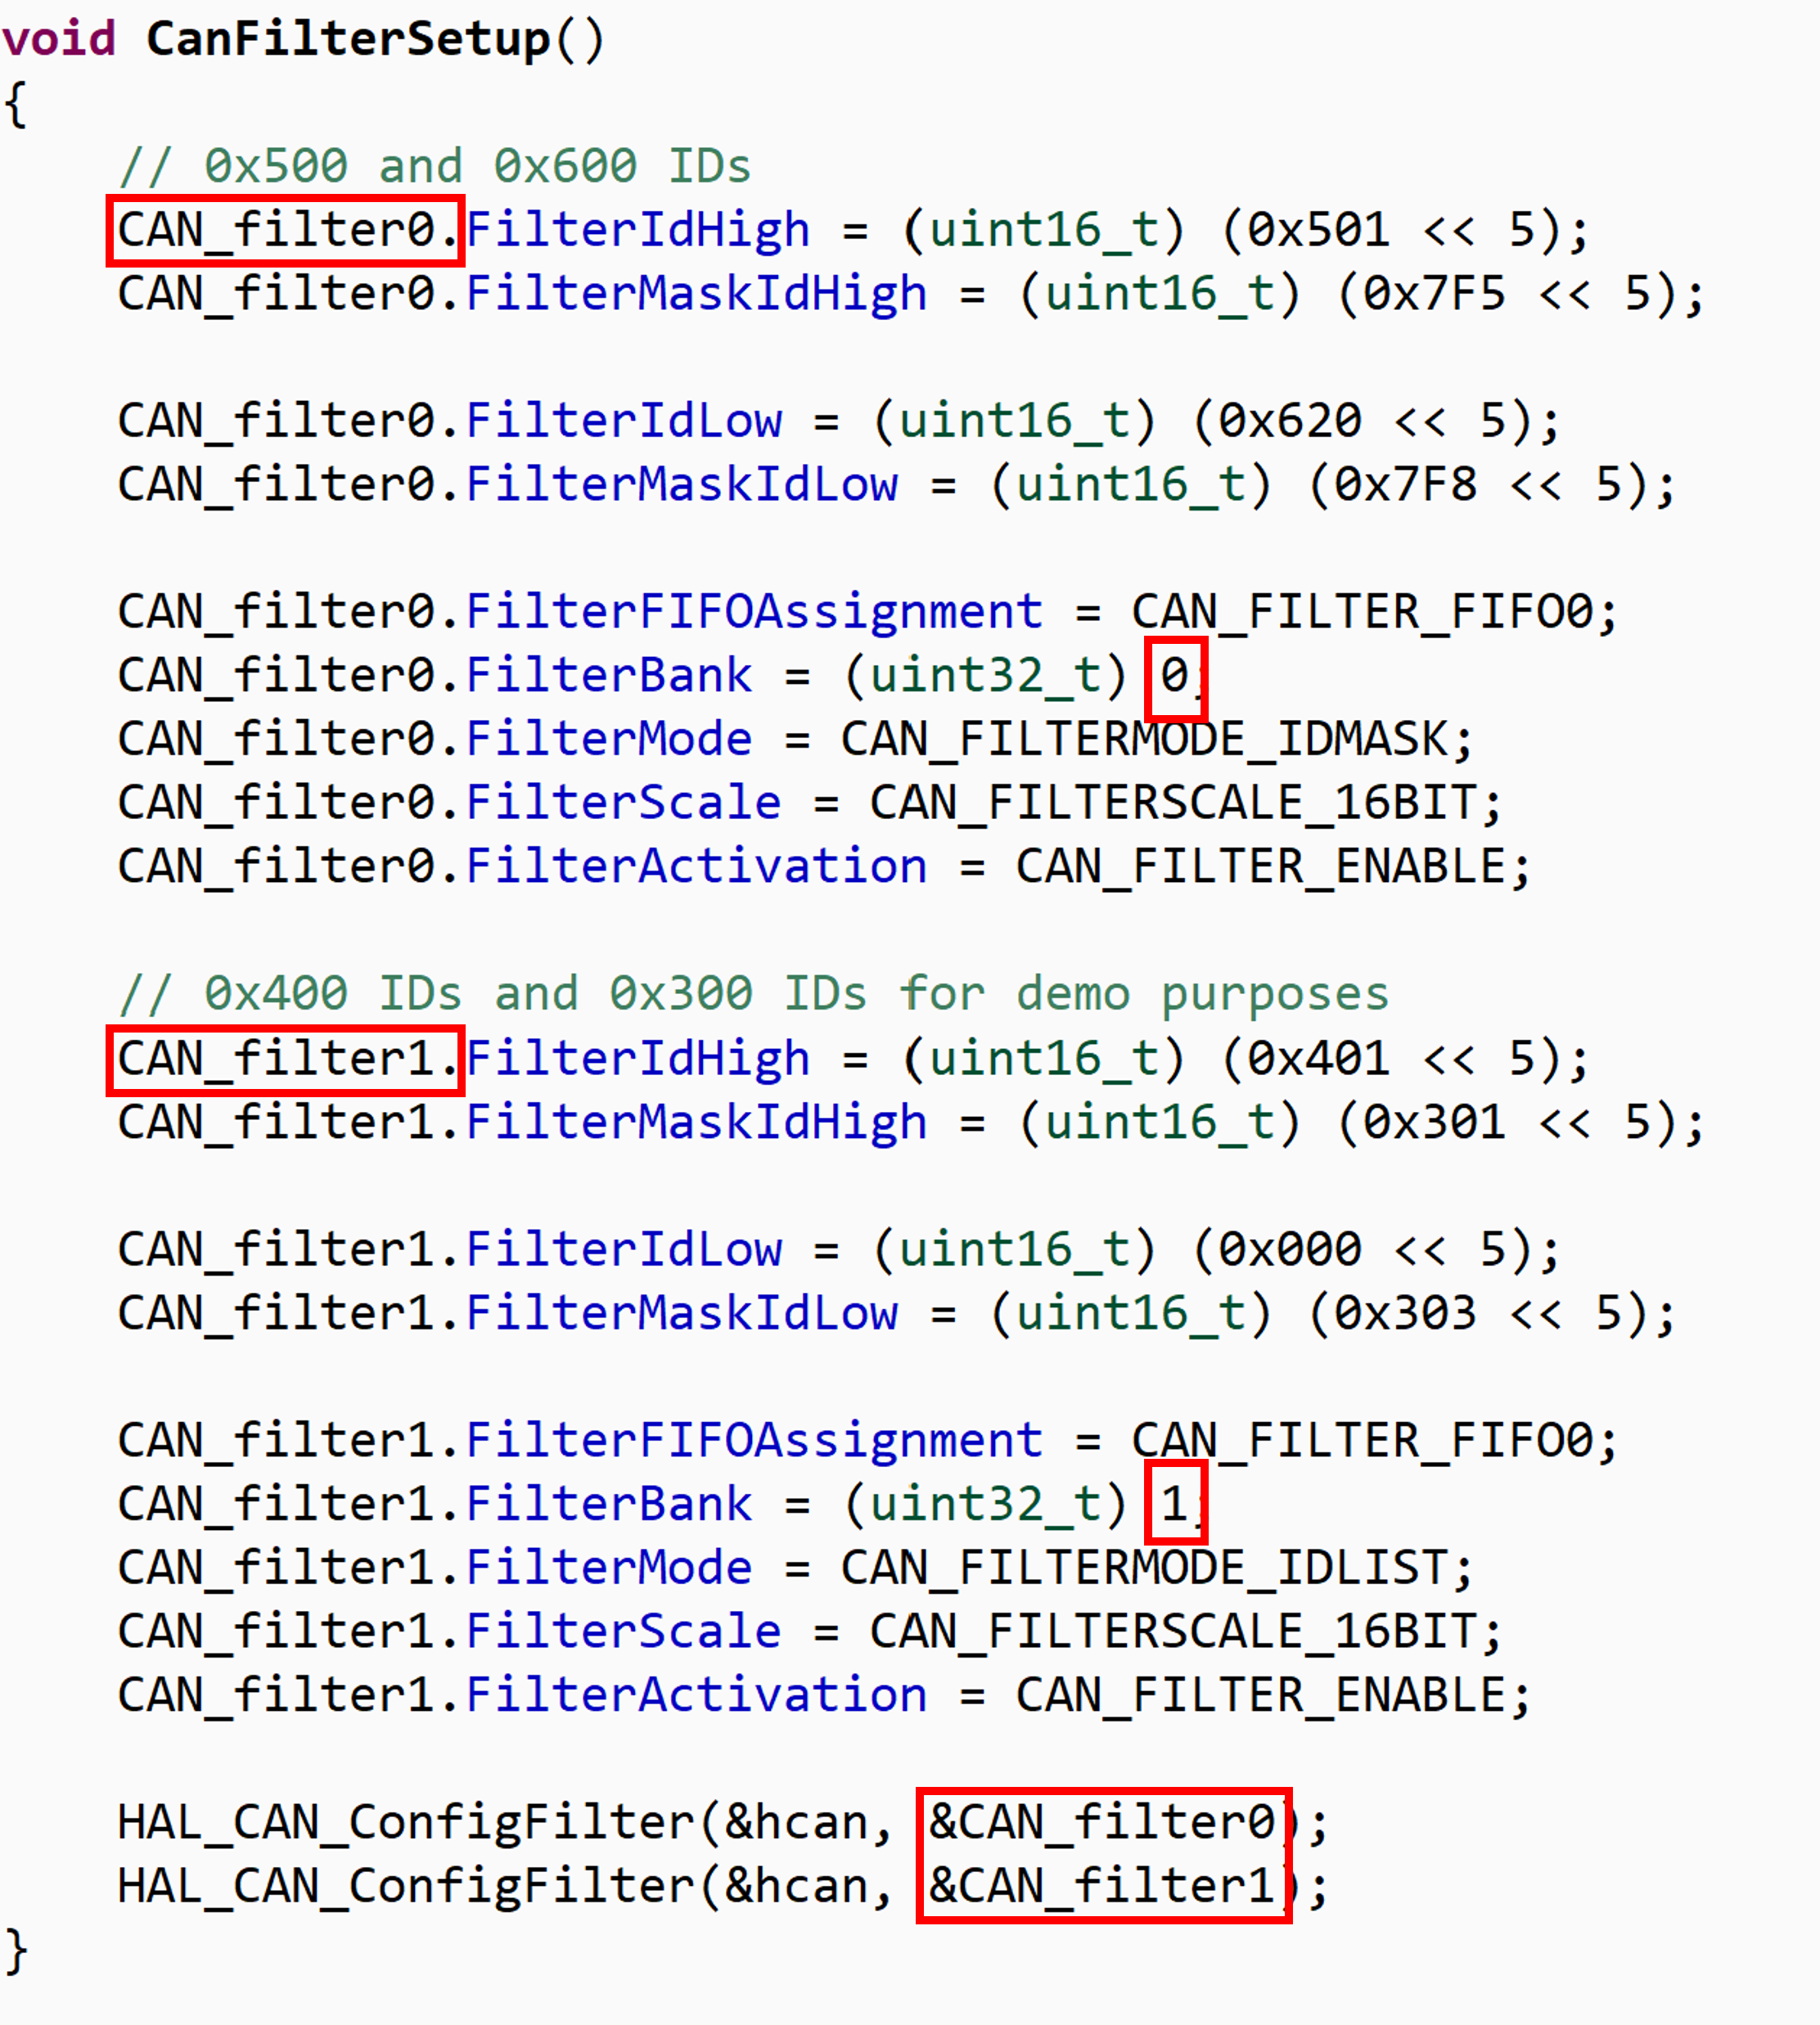 void CanFilterSetup()
{
// 0x500 and 0x600 IDs
CAN_filter0.FilterIdHigh = (uint16_t) (0x501 << 5);
CAN_filter0.FilterMaskIdHigh = (uint16_t) (0x7F5 << 5);
CAN_filter0.FilterIdLow = (uint16_t) (0x620 << 5);
CAN_filter0.FilterMaskIdLow = (uint16_t) (0x7F8 << 5);
CAN_filter0.FilterFIFOAssignment = CAN_FILTER_FIFO0;
CAN_filter0.FilterBank = (uint32_t) 0;
CAN_filter0.FilterMode = CAN_FILTERMODE_IDMASK;
CAN_filter0.FilterScale = CAN_FILTERSCALE_16BIT;
CAN_filter0.FilterActivation = CAN_FILTER_ENABLE;
// 0x400 IDs and 0x300 IDs for demo purposes
CAN_filter1.FilterIdHigh = (uint16_t) (0x401 << 5);
CAN_filter1.FilterMaskIdHigh = (uint16_t) (0x301 << 5);
CAN_filter1.FilterIdLow = (uint16_t) (0x000 << 5);
CAN_filter1.FilterMaskIdLow = (uint16_t) (0x303 << 5);
CAN_filter1.FilterFIFOAssignment = CAN_FILTER_FIFO0;
CAN_filter1.FilterBank = (uint32_t) 1;
CAN_filter1.FilterMode = CAN_FILTERMODE_IDLIST;
CAN_filter1.FilterScale = CAN_FILTERSCALE_16BIT;
CAN_filter1.FilterActivation = CAN_FILTER_ENABLE;
HAL_CAN_ConfigFilter(&hcan, &CAN_filter0);
HAL_CAN_ConfigFilter(&hcan, &CAN_filter1);
}